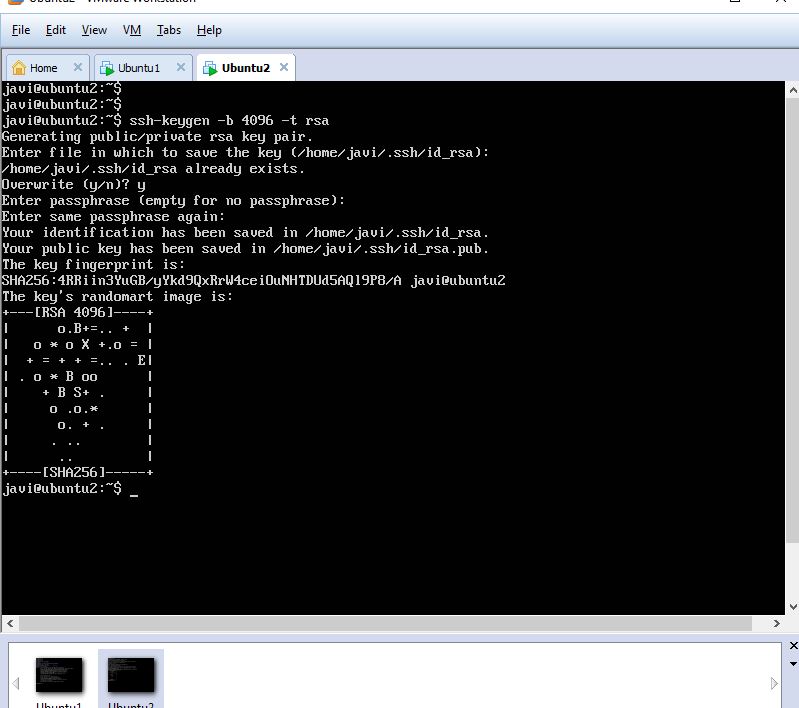 Ubuntu2 - VMware Workstation
File Edit View VM Tabs Help
Home Ubuntu1 Ubuntu2
javi@ubuntu2:~$
javi@ubuntu2:~$
javi@ubuntu2:~$ ssh-keygen -b 4096 -t rsa
Generating public/private rsa key pair.
Enter file in which to save the key (/home/javi/.ssh/id_rsa):
/home/javi/.ssh/id_rsa already exists.
Overwrite (y/n)? y
Enter passphrase (empty for no passphrase):
Enter same passphrase again:
Your identification has been saved in /home/javi/.ssh/id_rsa.
Your public key has been saved in /home/javi/.ssh/id_rsa.pub.
The key fingerprint is:
SHA256:4RRiin3YuGB/yYkd9QxRrW4ceiOuNHTDUd5AQl9P8/A javi@ubuntu2
The key's randomart image is:
+---[RSA 4096]----+
|      o.B+=.. +  |
|   o * o X +.o = |
|  + = + + =.. . E|
| . o * B oo      |
|    + B S+ .     |
|     o .o.*      |
|      o. + .     |
|     . ..        |
|      ..         |
+----[SHA256]-----+
javi@ubuntu2:~$ _
Ubuntu1 Ubuntu2